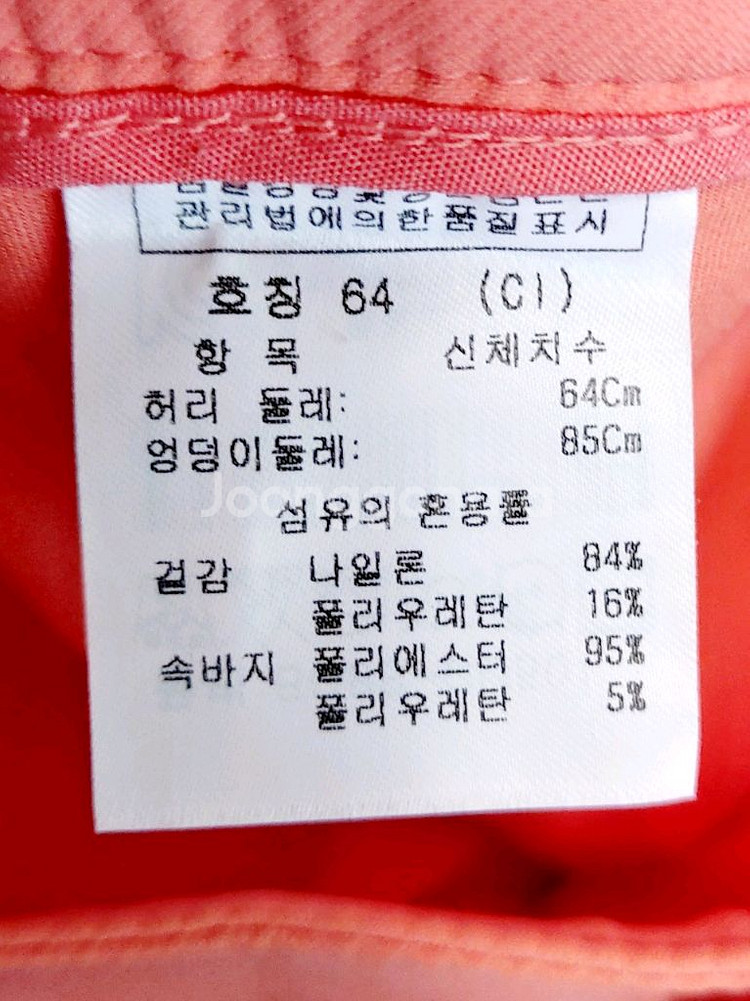 관리법에의한품질표시
호칭 64 (CI)
항 목 신체치수
허리 둘레: 64Cm
엉덩이둘레: 85Cm
섬유의 혼용률
겉감 나일론 84%
폴리우레탄 16%
속바지 폴리에스터 95%
폴리우레탄 5%